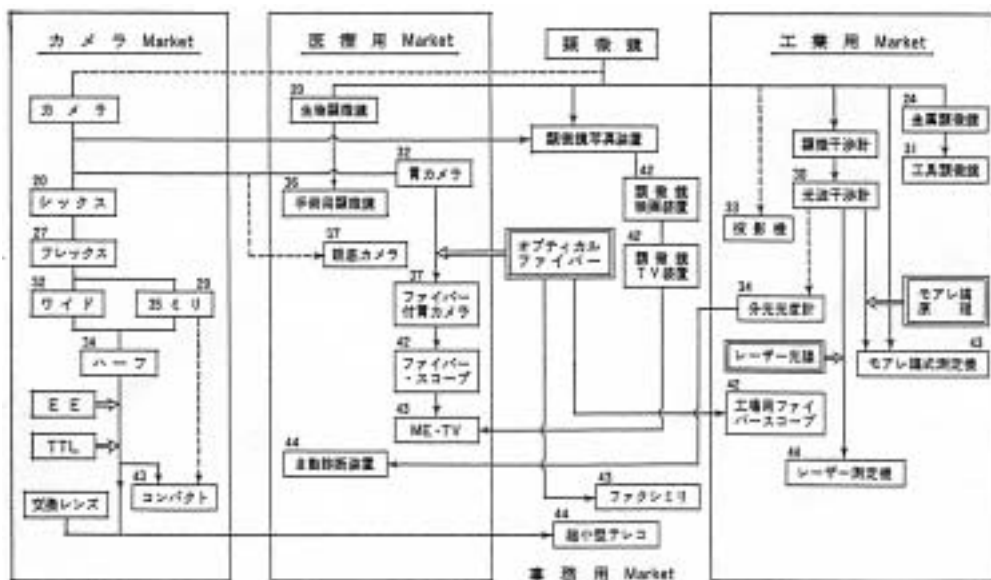 カメラ Market
医療用 Market
顕微鏡
工業用 Market
カメラ
23
生物顕微鏡
顕微鏡写真装置
顕微干渉計
24
金属顕微鏡
31
工具顕微鏡
32
胃カメラ
36
手術用顕微鏡
37
眼底カメラ
42
顕微鏡
映画装置
42
顕微鏡
TV装置
33
投影機
光波干渉計
20
シックス
27
フレックス
32
ワイド
29
35ミリ
34
ハーフ
オプティカル
ファイバー
37
ファイバー
付胃カメラ
42
ファイバー
・スコープ
43
ME-TV
34
分光光度計
レーザー光線
43
モアレ縞式測定機
42
工場用ファイ
バースコープ
44
レーザー測定機
EE
TTL
43
コンパクト
交換レンズ
44
自動診断装置
43
ファクシミリ
44
超小型テレコ
事務用 Market